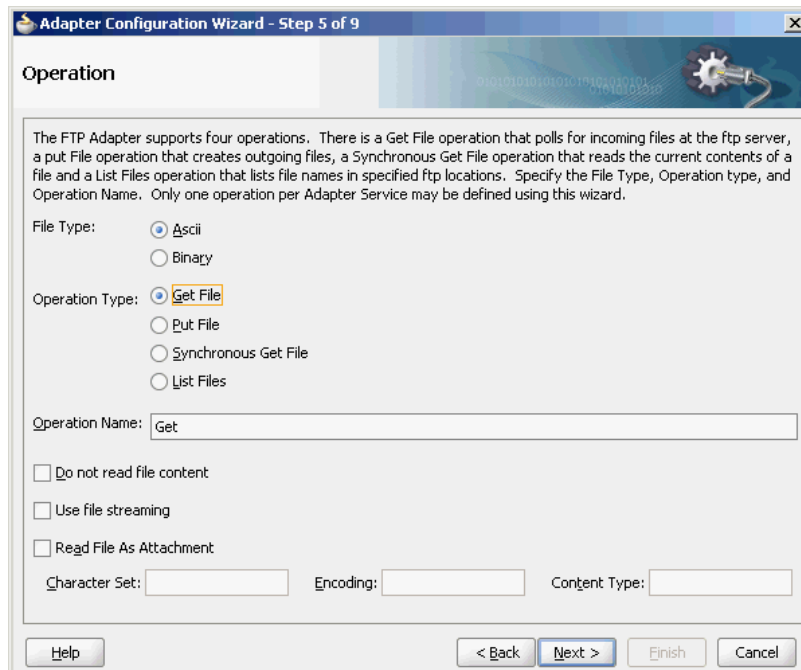 Adapter Configuration Wizard - Step 5 of 9
Operation
The FTP Adapter supports four operations.  There is a Get File operation that polls for incoming files at the ftp server,
a put File operation that creates outgoing files, a Synchronous Get File operation that reads the current contents of a
file and a List Files operation that lists file names in specified ftp locations.  Specify the File Type, Operation type, and
Operation Name.  Only one operation per Adapter Service may be defined using this wizard.
File Type: Ascii
Binary
Operation Type: Get File
Put File
Synchronous Get File
List Files
Operation Name: Get
Do not read file content
Use file streaming
Read File As Attachment
Character Set: Encoding: Content Type:
Help < Back Next > Finish Cancel